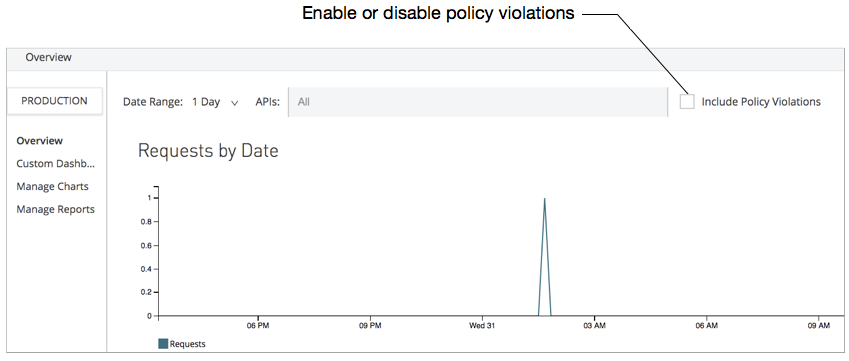 Enable or disable policy violations
Overview
PRODUCTION
Date Range: 1 Day APIs: All Include Policy Violations
Overview
Custom Dashb...
Manage Charts
Manage Reports
Requests by Date
1
0.8
0.6
0.4
0.2
0
06 PM 09 PM Wed 31 03 AM 06 AM 09 AM
Requests